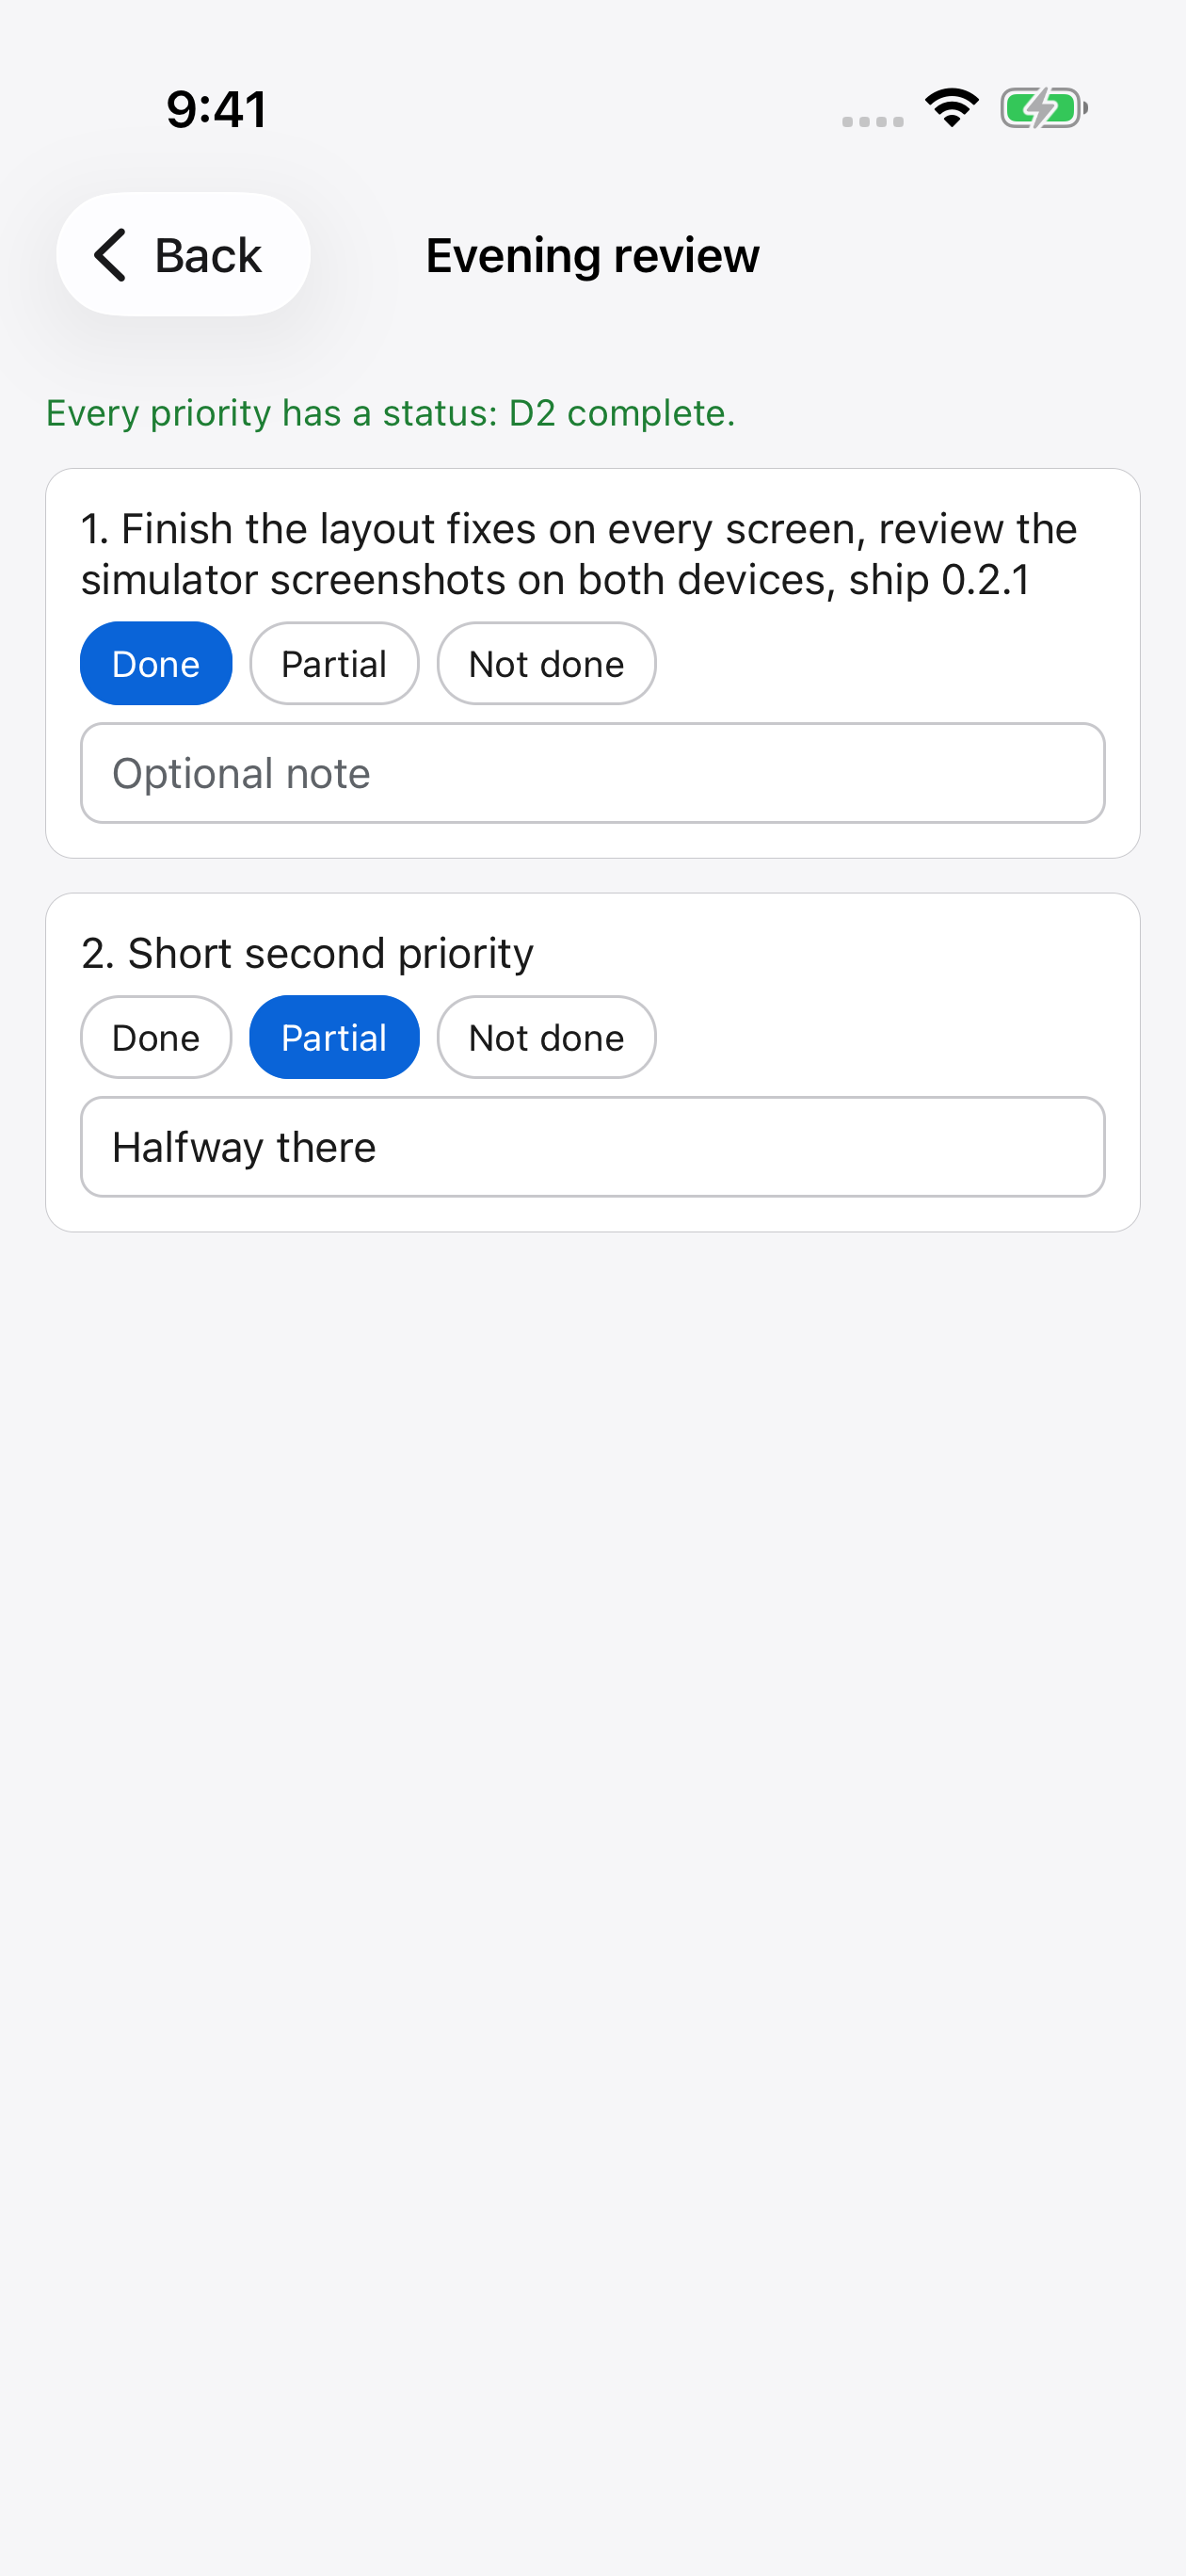 9:41
Back
Evening review
Every priority has a status: D2 complete.
1. Finish the layout fixes on every screen, review the
simulator screenshots on both devices, ship 0.2.1
Done
Partial
Not done
Optional note
2. Short second priority
Done
Partial
Not done
Halfway there